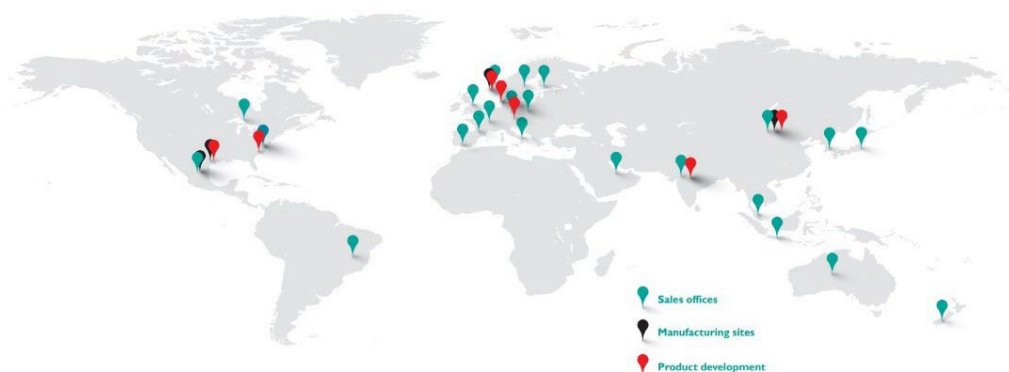 Sales offices
Manufacturing sites
Product development